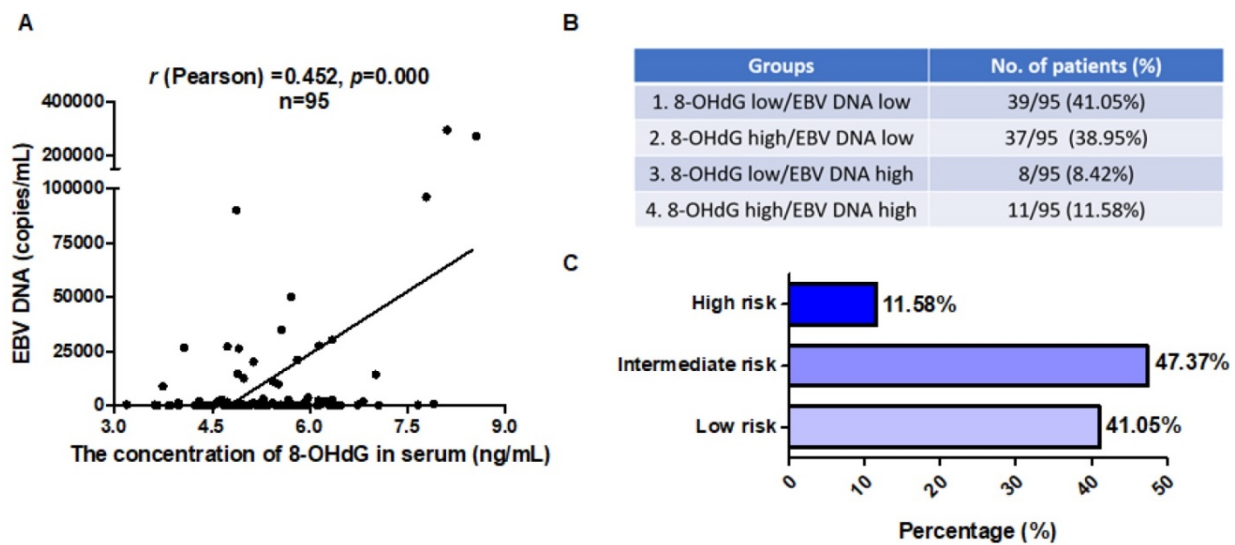 A
r (Pearson) =0.452, p=0.000
n=95
400000
200000
100000
75000
50000
25000
0
EBV DNA (copies/mL)
3.0 4.5 6.0 7.5 9.0
The concentration of 8-OHdG in serum (ng/mL)
B
Groups No. of patients (%)
1. 8-OHdG low/EBV DNA low 39/95 (41.05%)
2. 8-OHdG high/EBV DNA low 37/95 (38.95%)
3. 8-OHdG low/EBV DNA high 8/95 (8.42%)
4. 8-OHdG high/EBV DNA high 11/95 (11.58%)
C
High risk 11.58%
Intermediate risk 47.37%
Low risk 41.05%
0 10 20 30 40 50
Percentage (%)